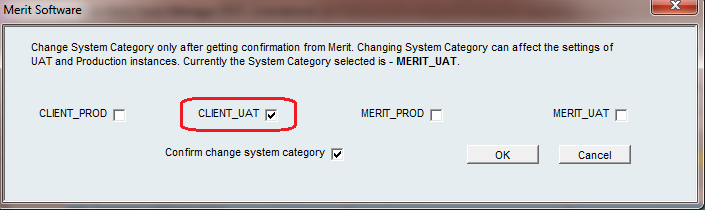 Merit Software
Change System Category only after getting confirmation from Merit. Changing System Category can affect the settings of
UAT and Production instances. Currently the System Category selected is - MERIT_UAT.
CLIENT_PROD CLIENT_UAT MERIT_PROD MERIT_UAT
Confirm change system category OK Cancel